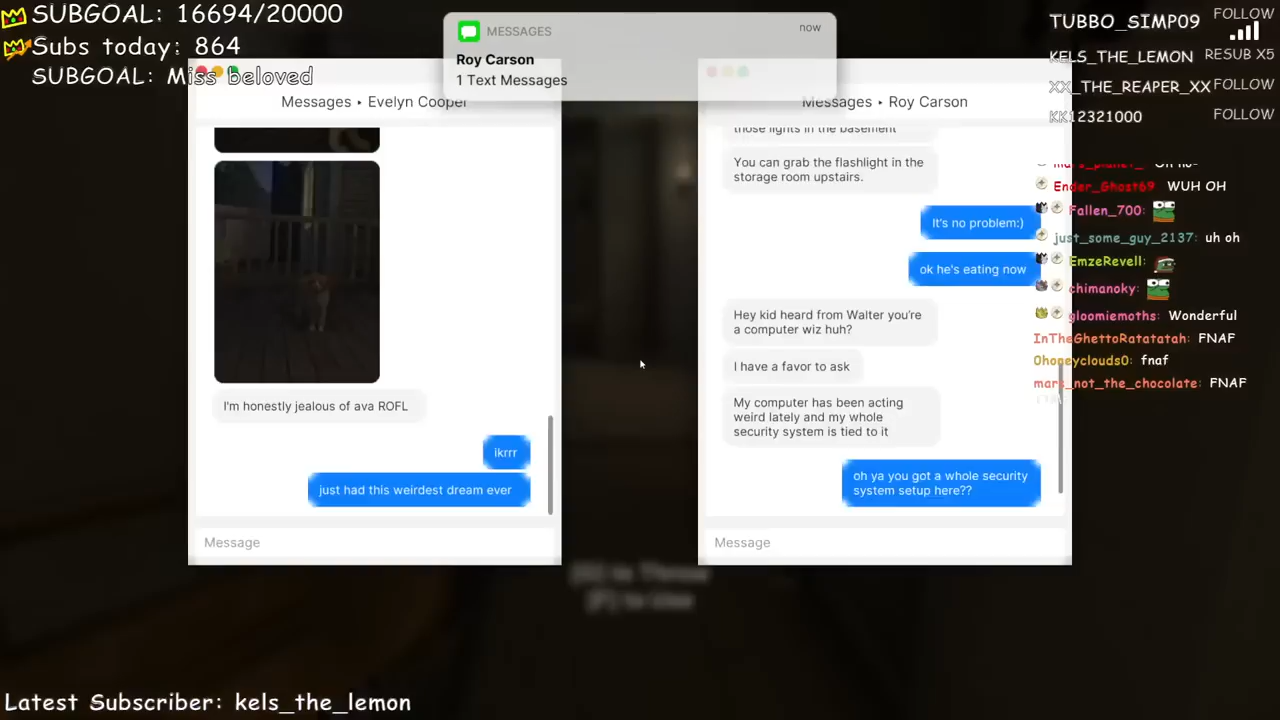 SUBGOAL: 16694/20000
Subs today: 864
SUBGOAL: Miss beloved
MESSAGES
now
Roy Carson
1 Text Messages
Messages ▸ Evelyn Cooper
I'm honestly jealous of ava ROFL
ikrrr
just had this weirdest dream ever
Message
Messages ▸ Roy Carson
those lights in the basement
You can grab the flashlight in the
storage room upstairs.
It's no problem:)
ok he's eating now
Hey kid heard from Walter you're
a computer wiz huh?
I have a favor to ask
My computer has been acting
weird lately and my whole
security system is tied to it
oh ya you got a whole security
system setup here??
Message
[F] to Use
TUBBO_SIMP09 FOLLOW
KELS_THE_LEMON RESUB X5
XX_THE_REAPER_XX FOLLOW
KK12321000 FOLLOW
Ender_Ghost69 WUH OH
Fallen_700:
just_some_guy_2137: uh oh
EmzeRevell:
chimanoky:
gloomiemoths: Wonderful
InTheGhettoRatatatah: FNAF
0honeyclouds0: fnaf
mark_not_the_chocolate: FNAF
Latest Subscriber: kels_the_lemon